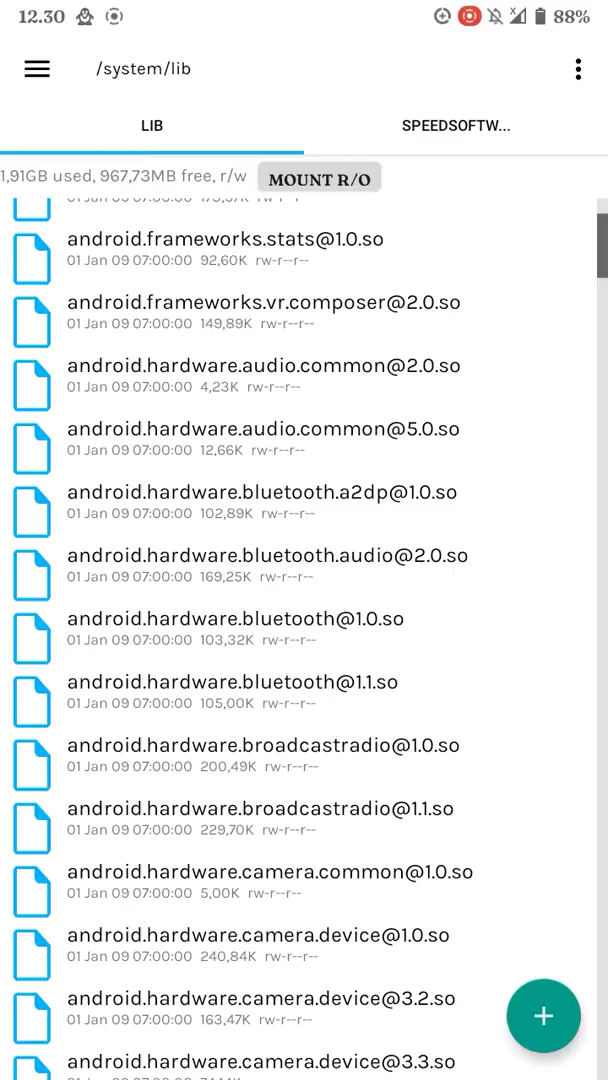 12.30
88%
/system/lib
LIB
SPEEDSOFTW...
1,91GB used, 967,73MB free, r/w
MOUNT R/O
android.frameworks.stats@1.0.so
01 Jan 09 07:00:00 92,60K rw-r--r--
android.frameworks.vr.composer@2.0.so
01 Jan 09 07:00:00 149,89K rw-r--r--
android.hardware.audio.common@2.0.so
01 Jan 09 07:00:00 4,23K rw-r--r--
android.hardware.audio.common@5.0.so
01 Jan 09 07:00:00 12,66K rw-r--r--
android.hardware.bluetooth.a2dp@1.0.so
01 Jan 09 07:00:00 102,89K rw-r--r--
android.hardware.bluetooth.audio@2.0.so
01 Jan 09 07:00:00 169,25K rw-r--r--
android.hardware.bluetooth@1.0.so
01 Jan 09 07:00:00 103,32K rw-r--r--
android.hardware.bluetooth@1.1.so
01 Jan 09 07:00:00 105,00K rw-r--r--
android.hardware.broadcastradio@1.0.so
01 Jan 09 07:00:00 200,49K rw-r--r--
android.hardware.broadcastradio@1.1.so
01 Jan 09 07:00:00 229,70K rw-r--r--
android.hardware.camera.common@1.0.so
01 Jan 09 07:00:00 5,00K rw-r--r--
android.hardware.camera.device@1.0.so
01 Jan 09 07:00:00 240,84K rw-r--r--
android.hardware.camera.device@3.2.so
01 Jan 09 07:00:00 163,47K rw-r--r--
android.hardware.camera.device@3.3.so